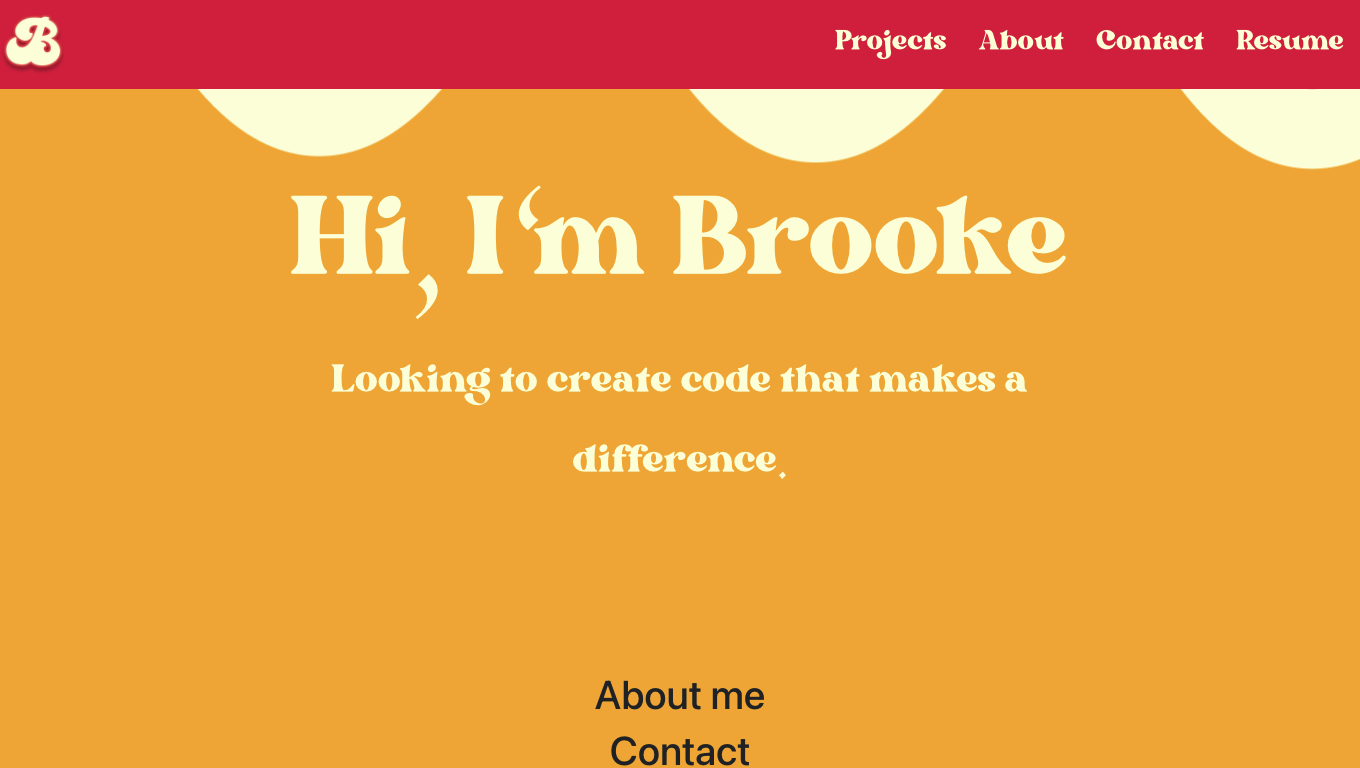 B
Projects About Contact Resume
Hi, I‘m Brooke
Looking to create code that makes a
difference.
About me
Contact